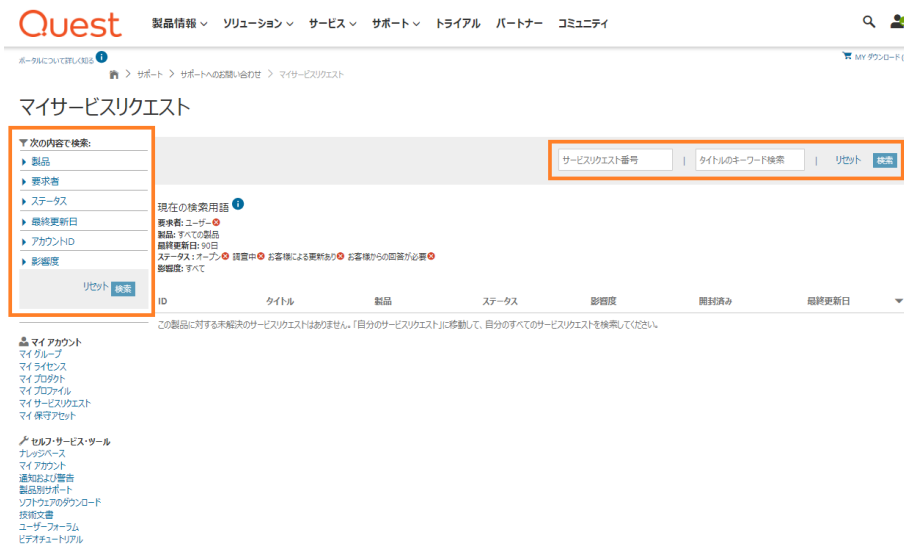 Quest
製品情報 ソリューション サービス サポート トライアル パートナー コミュニティ
ポータルについて詳しく知る
MY ダウンロード (
> サポート > サポートへのお問い合わせ > マイサービスリクエスト
マイサービスリクエスト
次の内容で検索:
製品
要求者
ステータス
最終更新日
アカウントID
影響度
リセット 検索
サービスリクエスト番号 | タイトルのキーワード検索 | リセット 検索
現在の検索用語
要求者: ユーザー
製品: すべての製品
最終更新日: 90日
ステータス : オープン 調査中 お客様による更新あり お客様からの回答が必要
影響度: すべて
ID タイトル 製品 ステータス 影響度 開封済み 最終更新日
この製品に対する未解決のサービスリクエストはありません。「自分のサービスリクエスト」に移動して、自分のすべてのサービスリクエストを検索してください。
マイ アカウント
マイ グループ
マイ ライセンス
マイ プロダクト
マイ プロファイル
マイ サービスリクエスト
マイ 保守アセット
セルフ・サービス・ツール
ナレッジベース
マイ アカウント
通知および警告
製品別サポート
ソフトウェアのダウンロード
技術文書
ユーザーフォーラム
ビデオチュートリアル